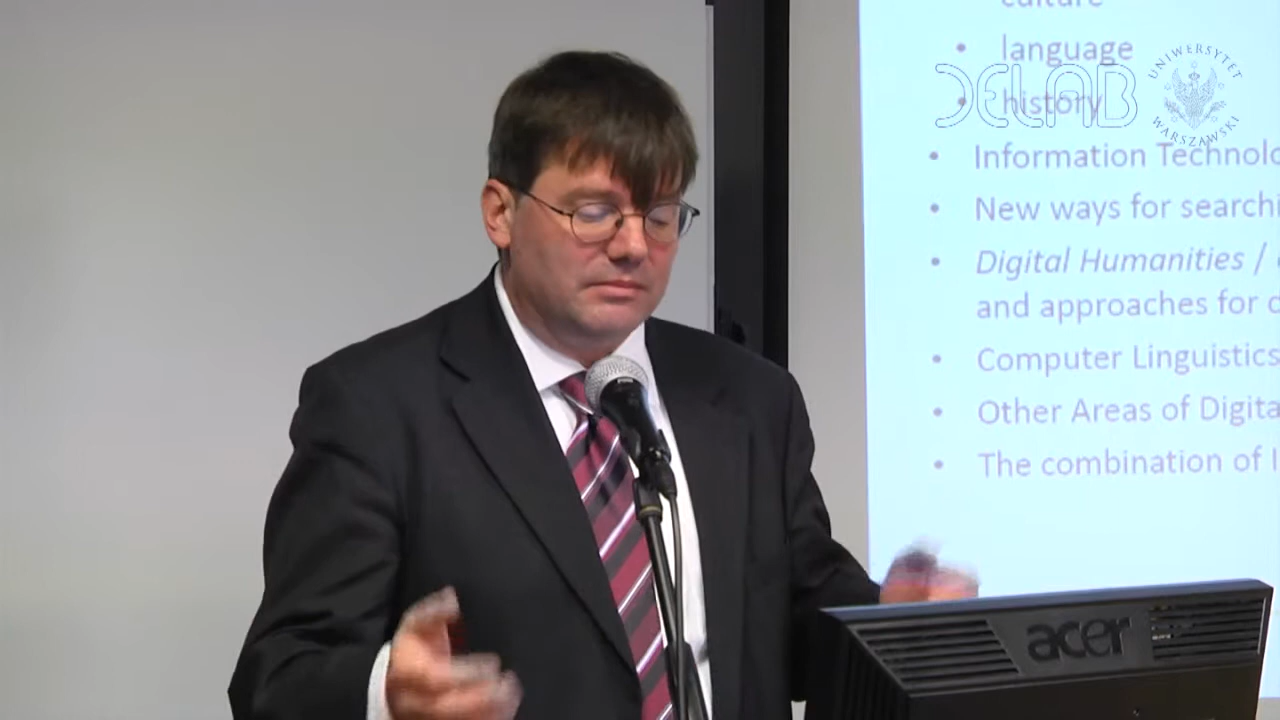 culture
• language
• history
• Information Technolo
• New ways for searchi
• Digital Humanities /
and approaches for d
• Computer Linguistics
• Other Areas of Digita
• The combination of I
DELAB
UNIWERSYTET
WARSZAWSKI
acer